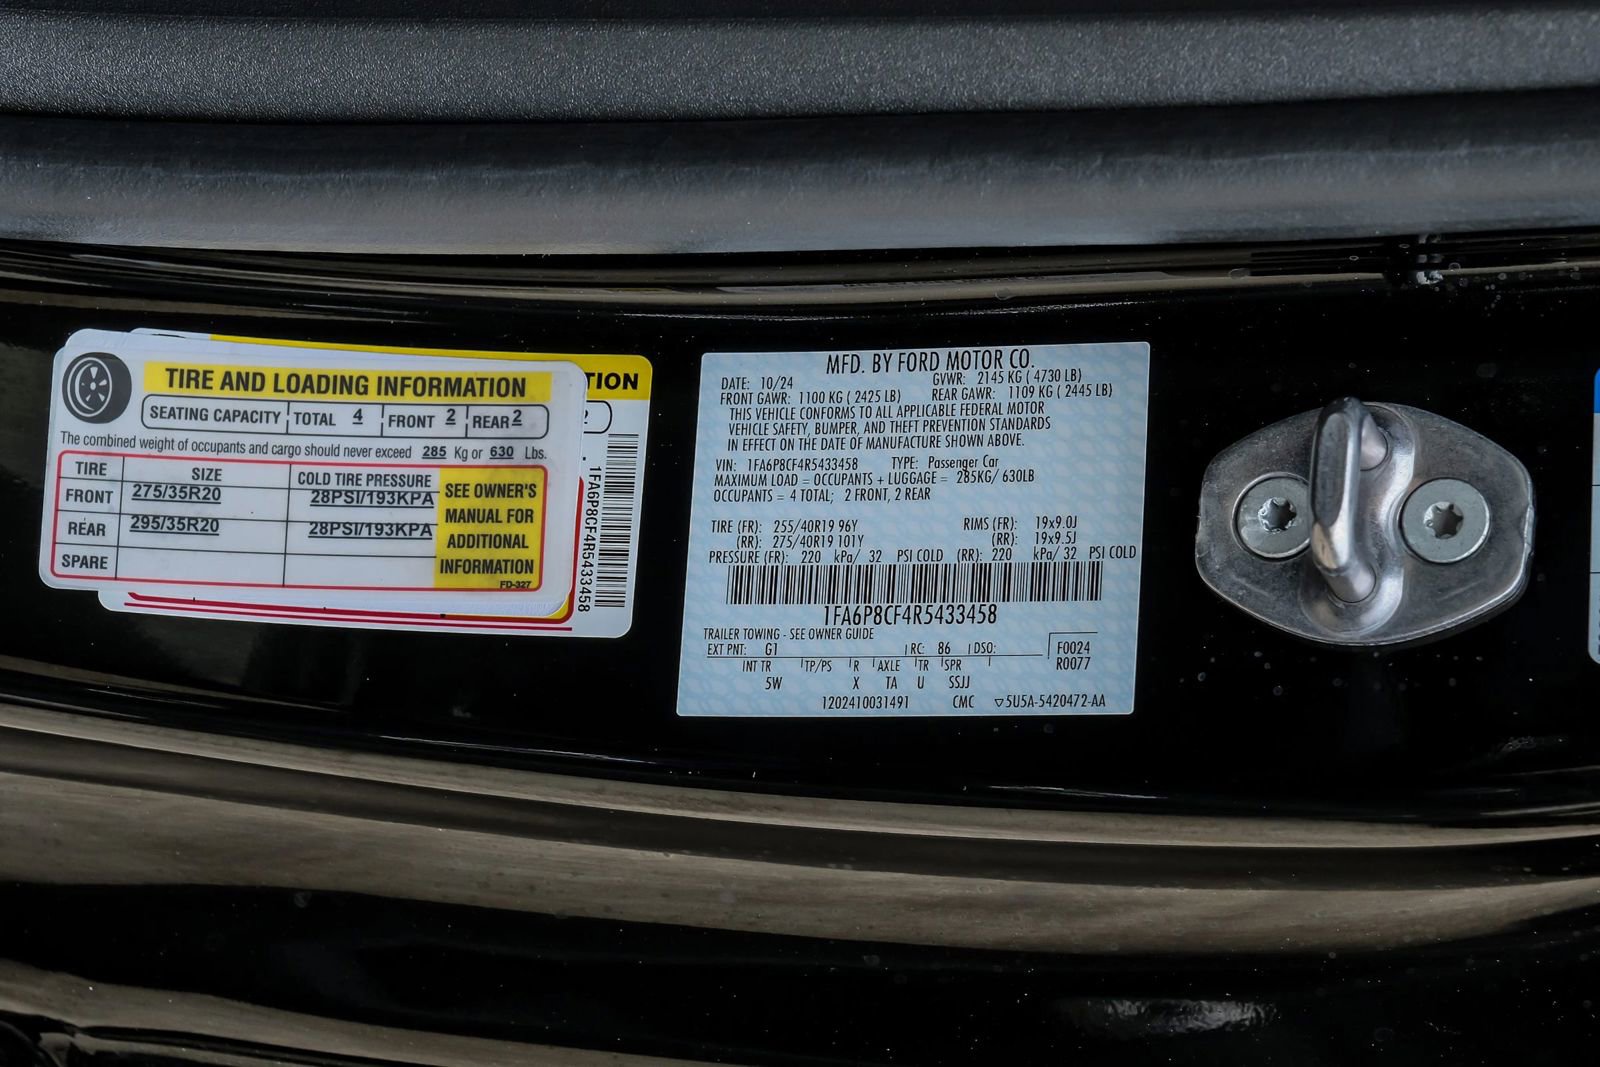 TIRE AND LOADING INFORMATION
SEATING CAPACITY TOTAL 4 FRONT 2 REAR 2
The combined weight of occupants and cargo should never exceed 285 Kg or 630 Lbs.
TIRE SIZE COLD TIRE PRESSURE
FRONT 275/35R20 28PSI/193KPA
REAR 295/35R20 28PSI/193KPA
SPARE
SEE OWNER'S
MANUAL FOR
ADDITIONAL
INFORMATION
FD-327
TION
1FA6P8CF4R5433458
MFD. BY FORD MOTOR CO.
DATE: 10/24 GVWR: 2145 KG ( 4730 LB)
FRONT GAWR: 1100 KG ( 2425 LB) REAR GAWR: 1109 KG ( 2445 LB)
THIS VEHICLE CONFORMS TO ALL APPLICABLE FEDERAL MOTOR
VEHICLE SAFETY, BUMPER, AND THEFT PREVENTION STANDARDS
IN EFFECT ON THE DATE OF MANUFACTURE SHOWN ABOVE.
VIN: 1FA6P8CF4R5433458 TYPE: Passenger Car
MAXIMUM LOAD = OCCUPANTS + LUGGAGE = 285KG/ 630LB
OCCUPANTS = 4 TOTAL; 2 FRONT, 2 REAR
TIRE (FR): 255/40R19 96Y RIMS (FR): 19x9.0J
(RR): 275/40R19 101Y (RR): 19x9.5J
PRESSURE (FR): 220 kPa/ 32 PSI COLD (RR): 220 kPa/ 32 PSI COLD
1FA6P8CF4R5433458
TRAILER TOWING - SEE OWNER GUIDE
EXT PNT: G1 RC: 86 DSO: F0024
INT TR TP/PS R AXLE TR SPR R0077
5W X TA U SSJJ
1202410031491 CMC ▽5U5A-5420472-AA